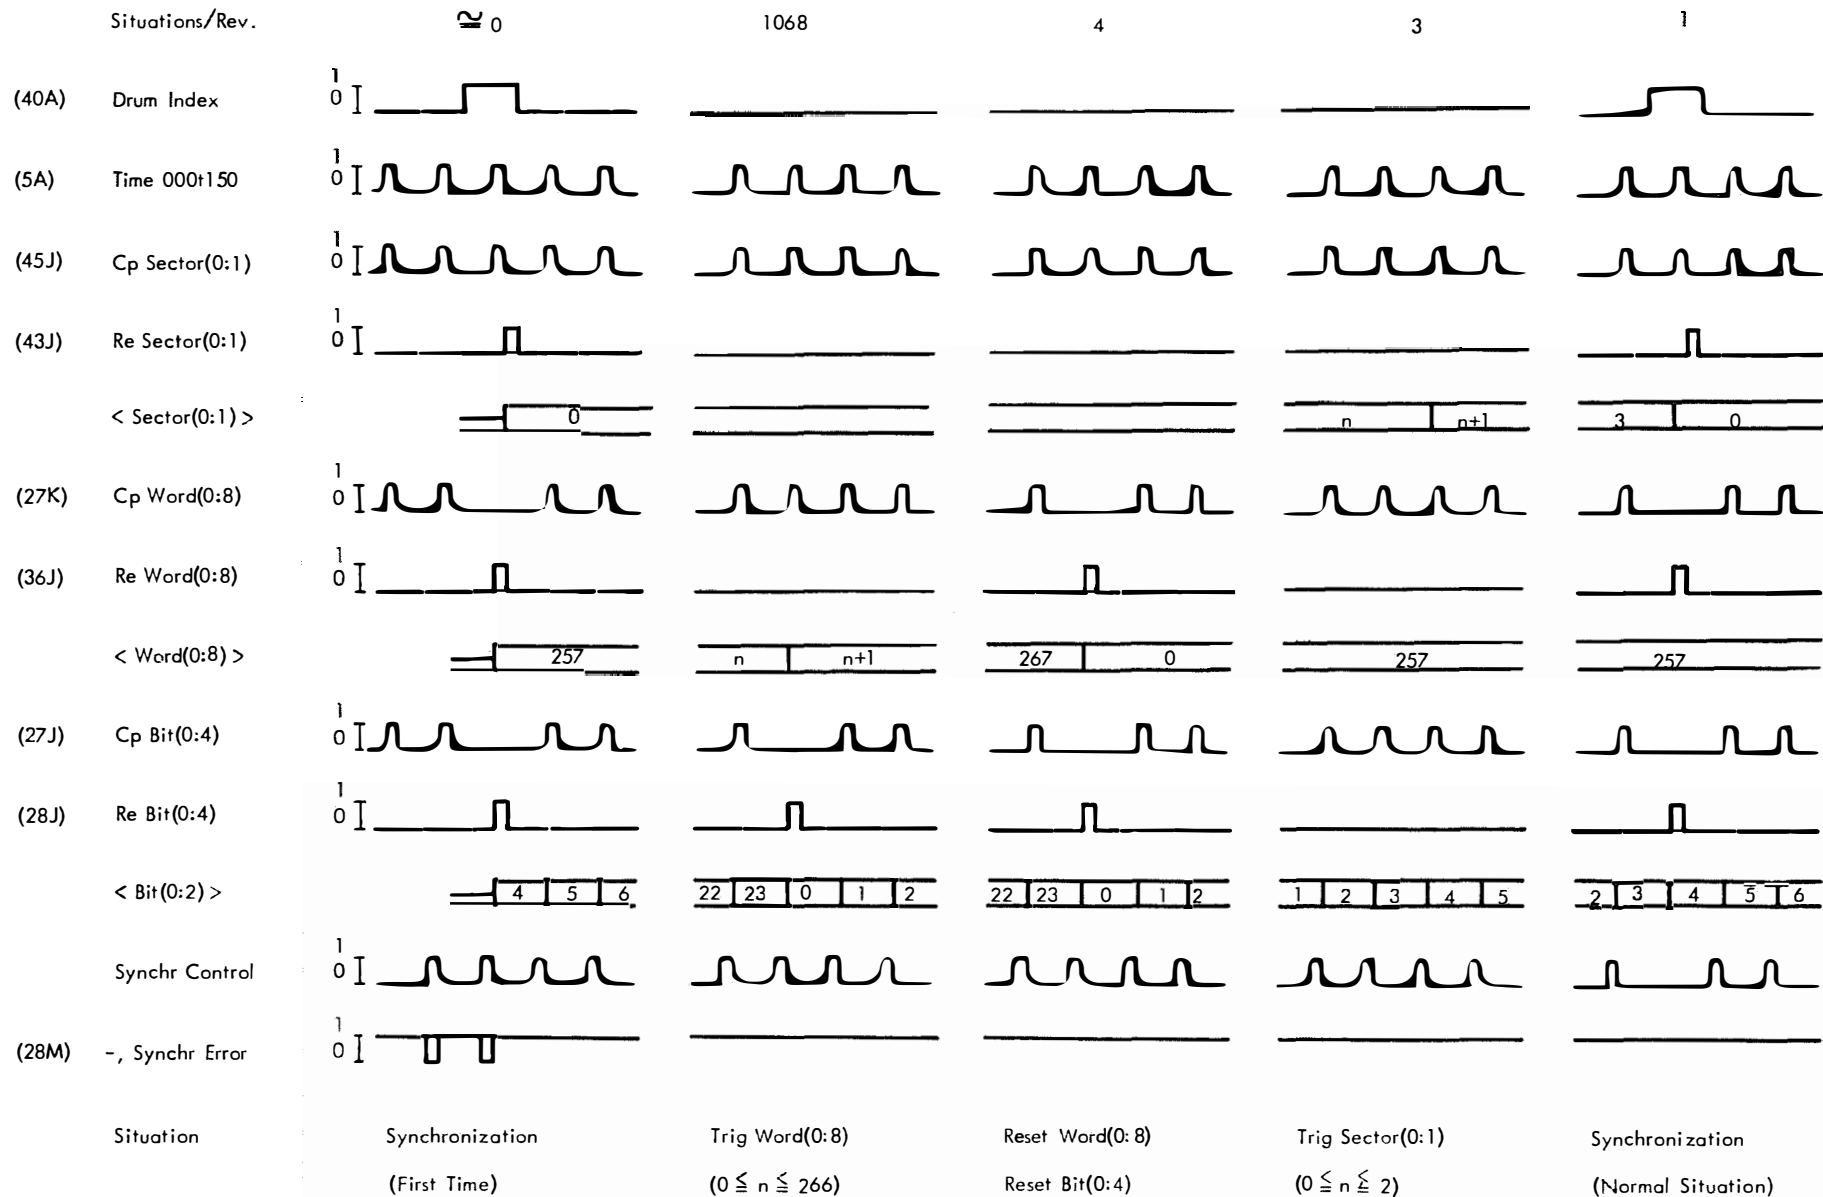 Situations/Rev. ≅ 0 1068 4 3 1
(40A) Drum Index 1 0
(5A) Time 000t150 1 0
(45J) Cp Sector(0:1) 1 0
(43J) Re Sector(0:1) 1 0
< Sector(0:1) > 0 n n+1 3 0
(27K) Cp Word(0:8) 1 0
(36J) Re Word(0:8) 1 0
< Word(0:8) > 257 n n+1 267 0 257 257
(27J) Cp Bit(0:4) 1 0
(28J) Re Bit(0:4) 1 0
< Bit(0:2) > 4 5 6 22 23 0 1 2 22 23 0 1 2 1 2 3 4 5 2 3 4 5 6
Synchr Control 1 0
(28M) -, Synchr Error 1 0
Situation Synchronization Trig Word(0:8) Reset Word(0:8) Trig Sector(0:1) Synchronization
(First Time) (0 ≦ n ≦ 266) Reset Bit(0:4) (0 ≦ n ≦ 2) (Normal Situation)